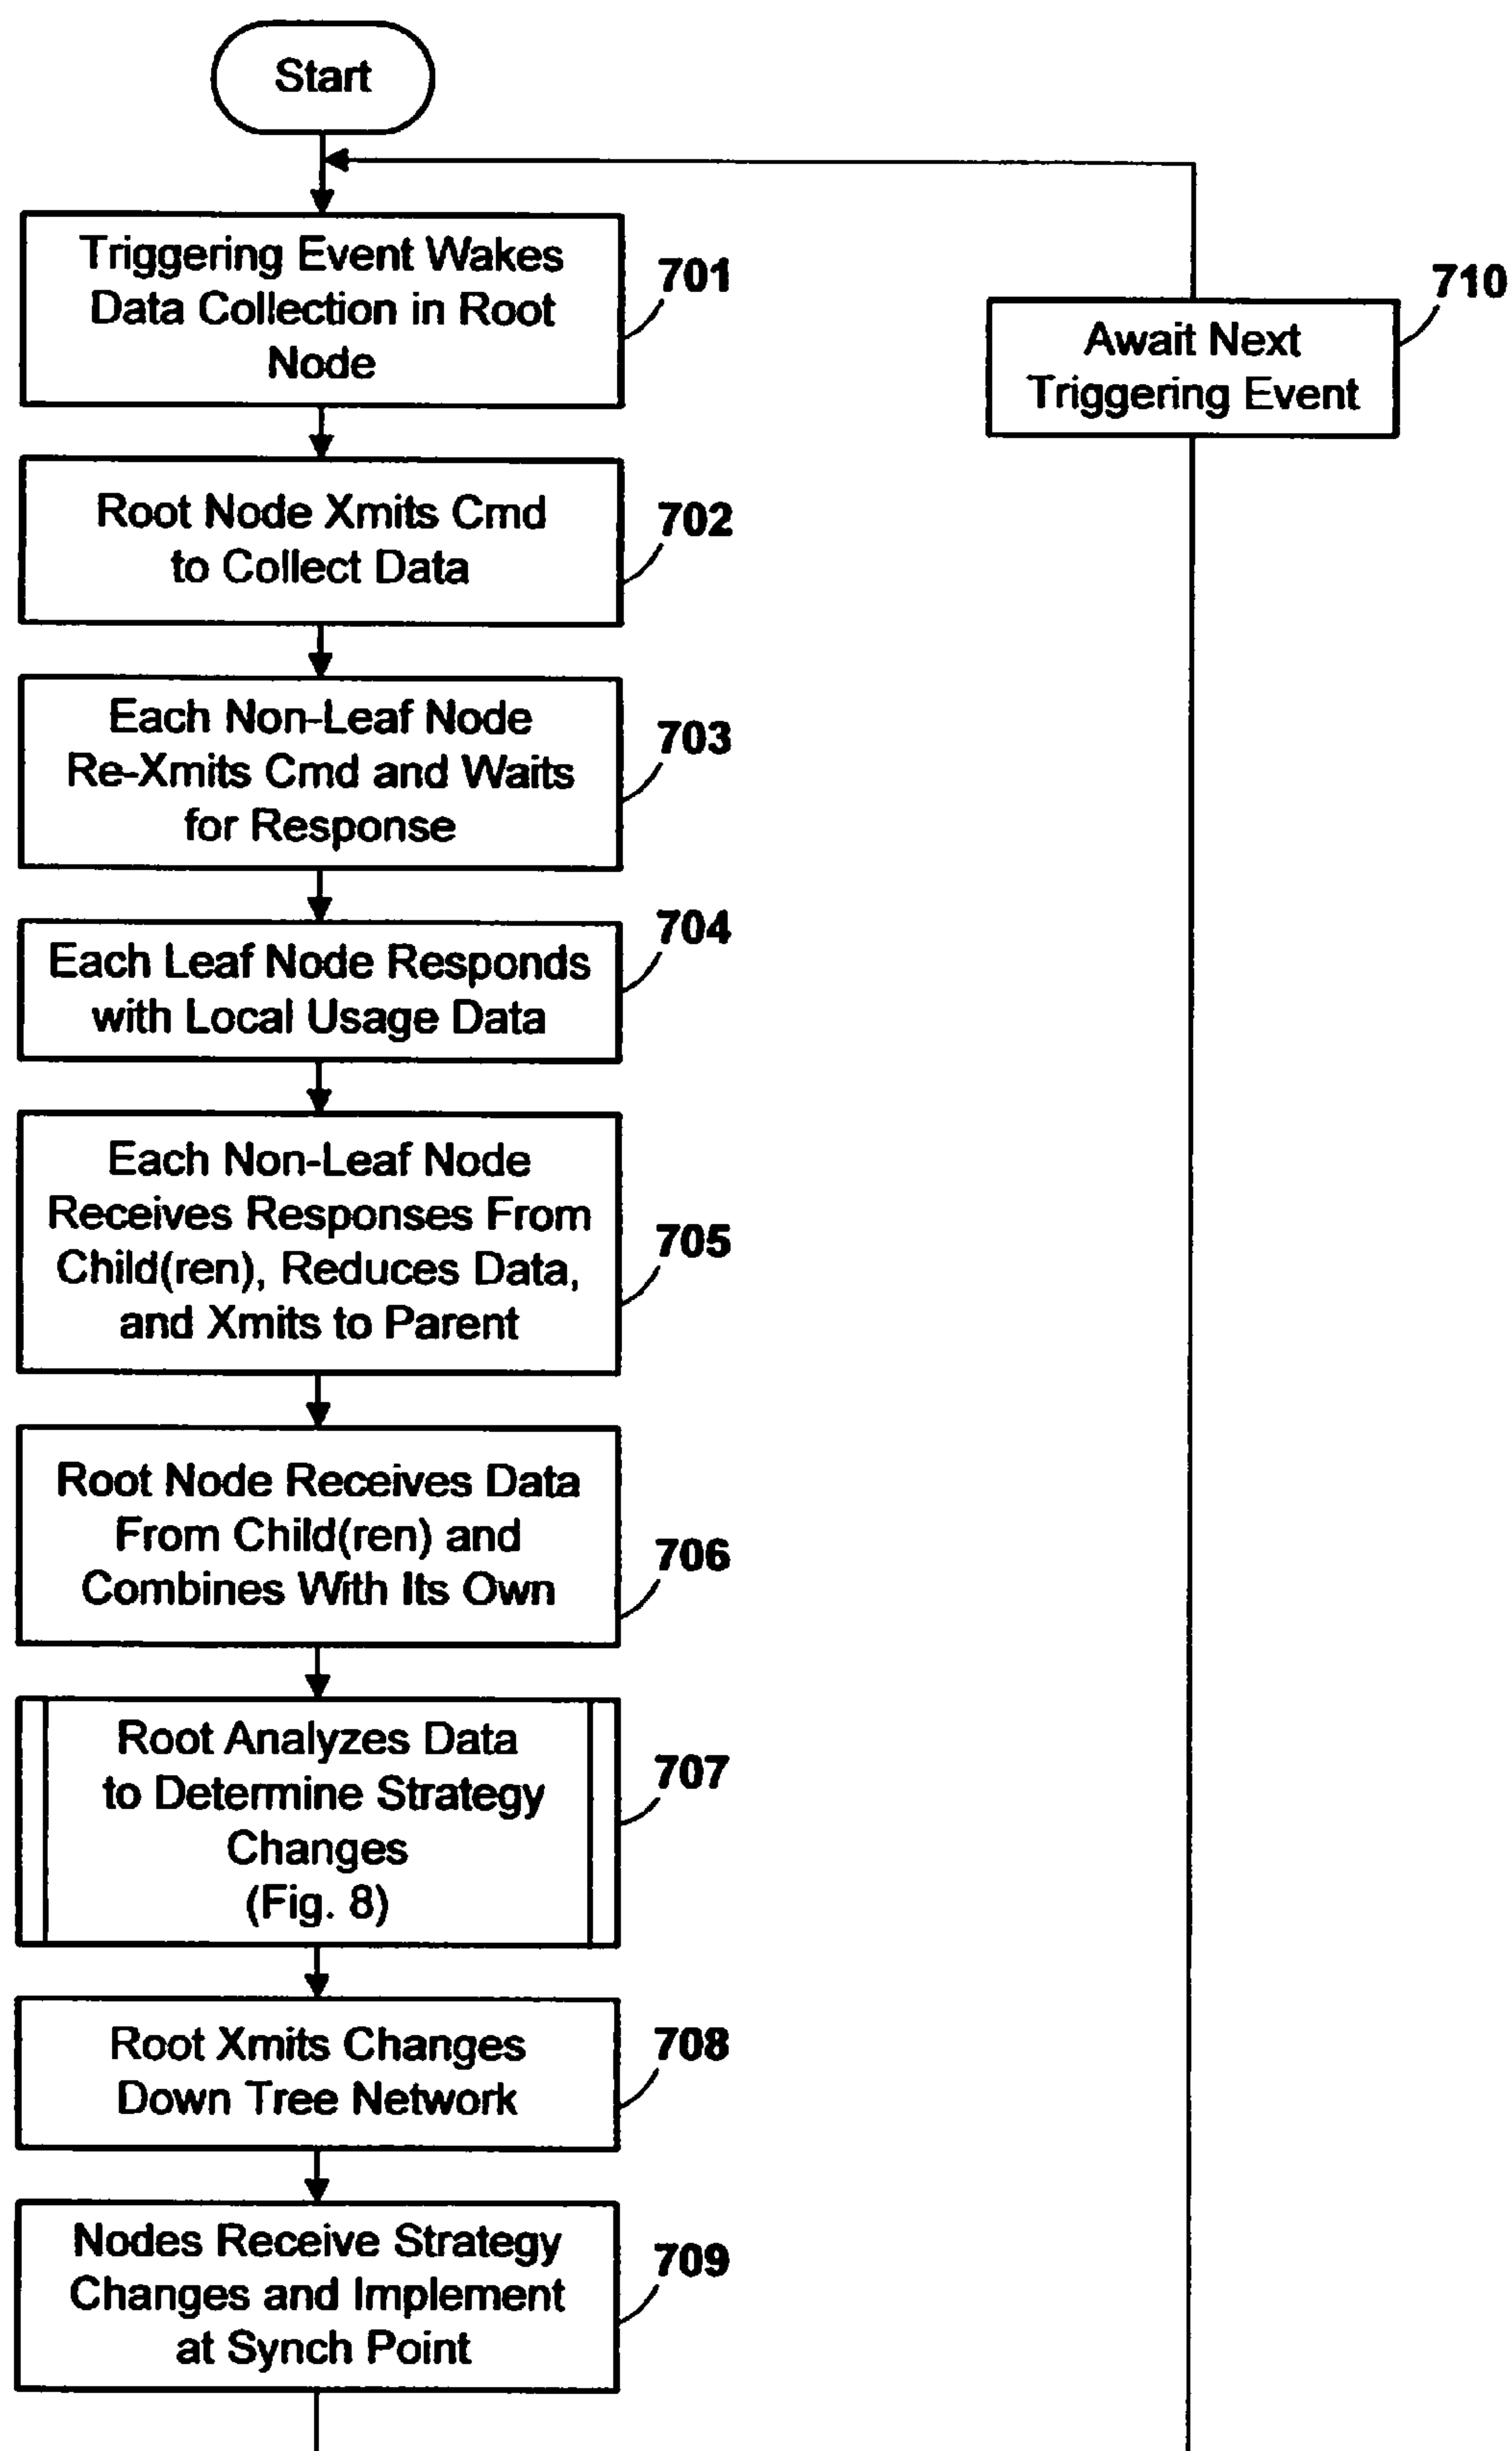 Start
Triggering Event Wakes
Data Collection in Root
Node
701
Root Node Xmits Cmd
to Collect Data
702
Each Non-Leaf Node
Re-Xmits Cmd and Waits
for Response
703
Each Leaf Node Responds
with Local Usage Data
704
Each Non-Leaf Node
Receives Responses From
Child(ren), Reduces Data,
and Xmits to Parent
705
Root Node Receives Data
From Child(ren) and
Combines With Its Own
706
Root Analyzes Data
to Determine Strategy
Changes
(Fig. 8)
707
Root Xmits Changes
Down Tree Network
708
Nodes Receive Strategy
Changes and Implement
at Synch Point
709
Await Next
Triggering Event
710